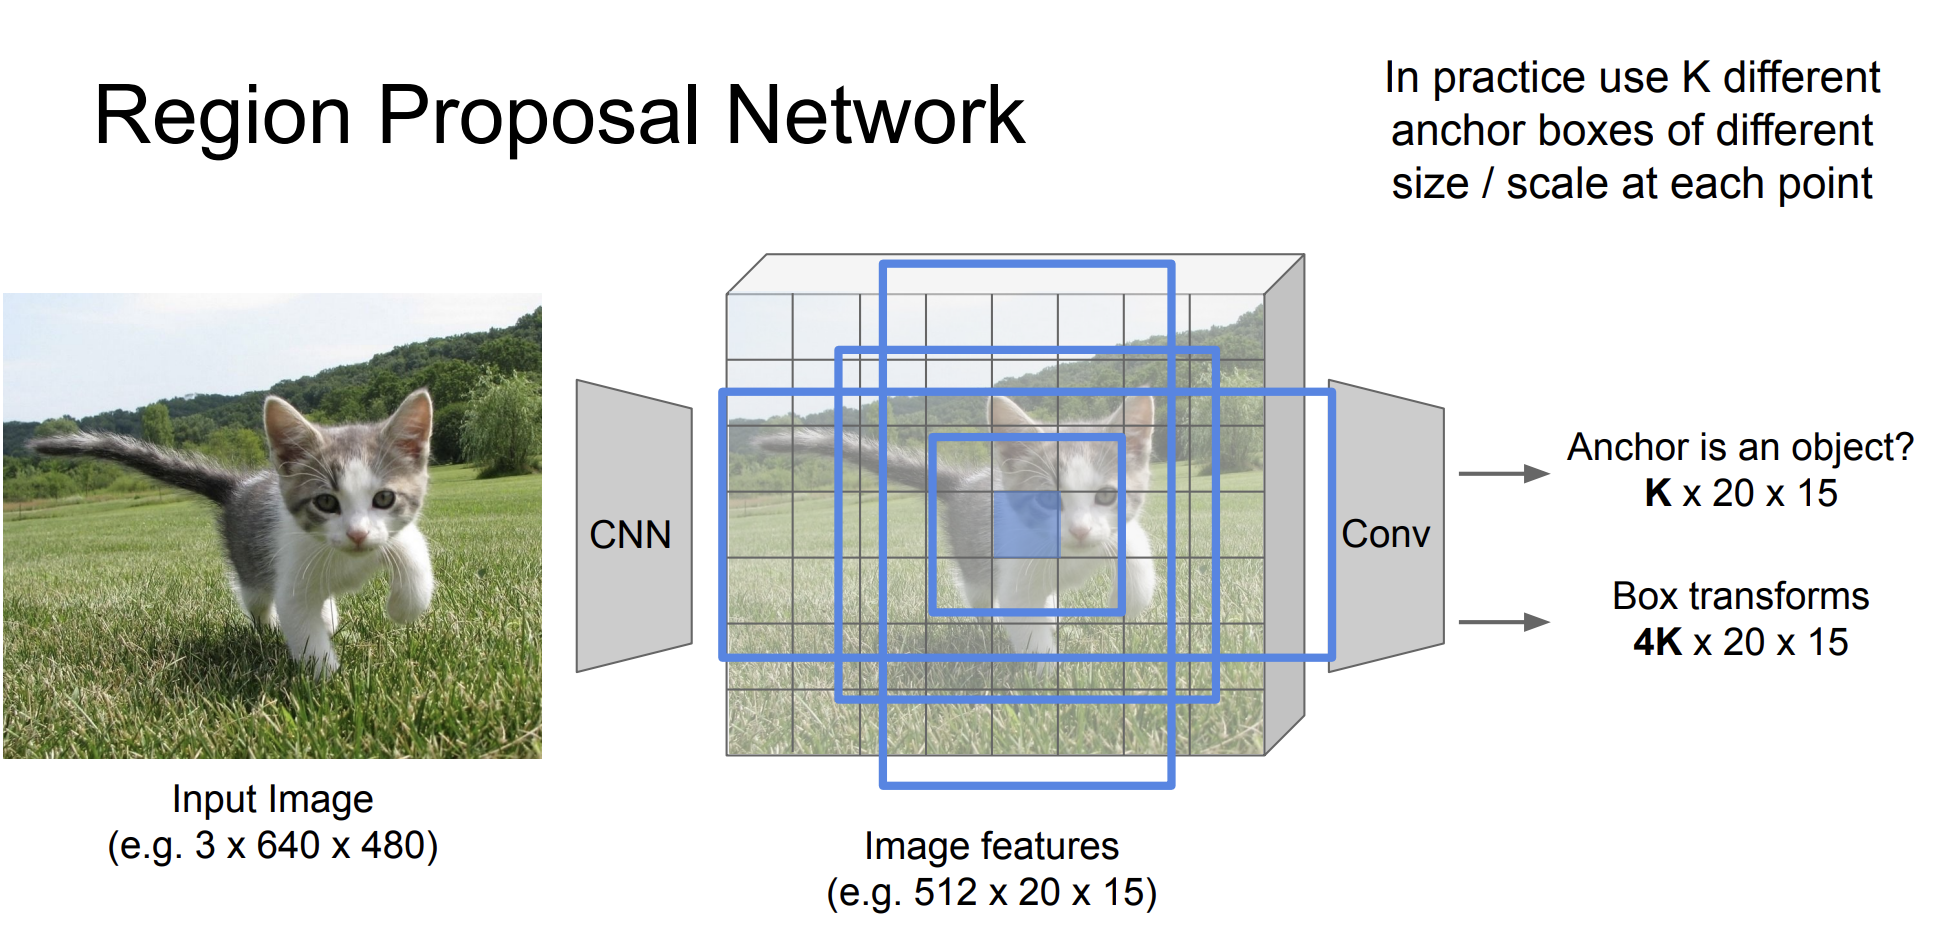 Region Proposal Network
In practice use K different
anchor boxes of different
size / scale at each point
CNN
Conv
Anchor is an object?
K x 20 x 15
Box transforms
4K x 20 x 15
Input Image
(e.g. 3 x 640 x 480)
Image features
(e.g. 512 x 20 x 15)